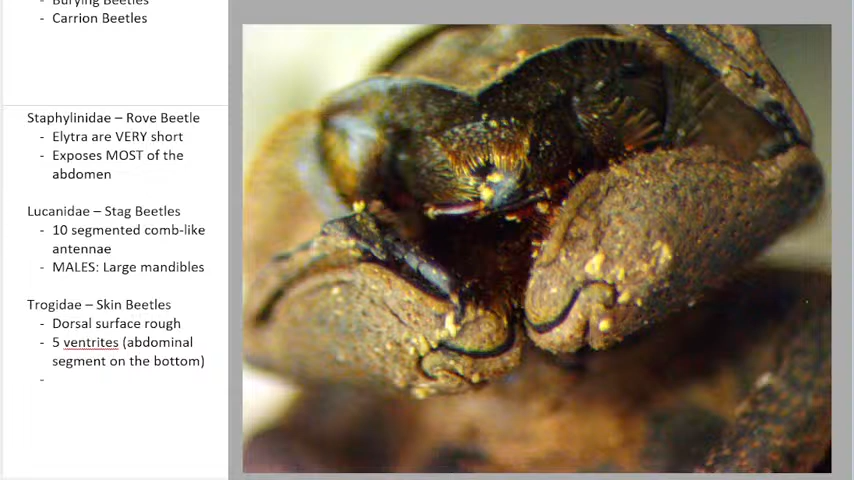 Burying Beetles
- Carrion Beetles
Staphylinidae – Rove Beetle
- Elytra are VERY short
- Exposes MOST of the
abdomen
Lucanidae – Stag Beetles
- 10 segmented comb-like
antennae
- MALES: Large mandibles
Trogidae – Skin Beetles
- Dorsal surface rough
- 5 ventrites (abdominal
segment on the bottom)
-